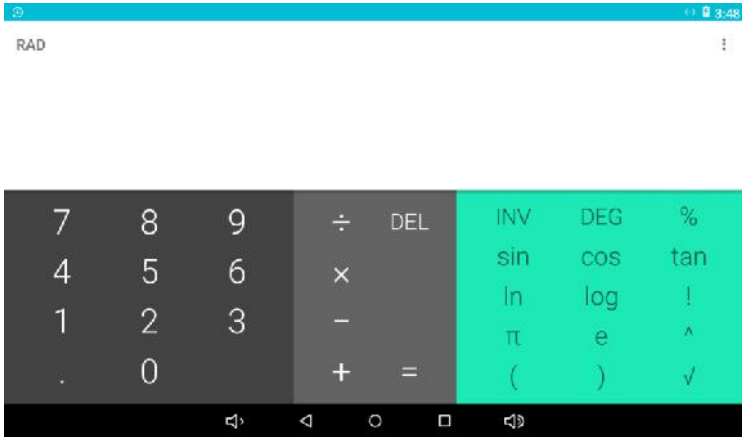 3:48
RAD
7 8 9 ÷ DEL INV DEG %
4 5 6 × sin cos tan
1 2 3 − ln log !
π e ^
. 0 + = ( ) √